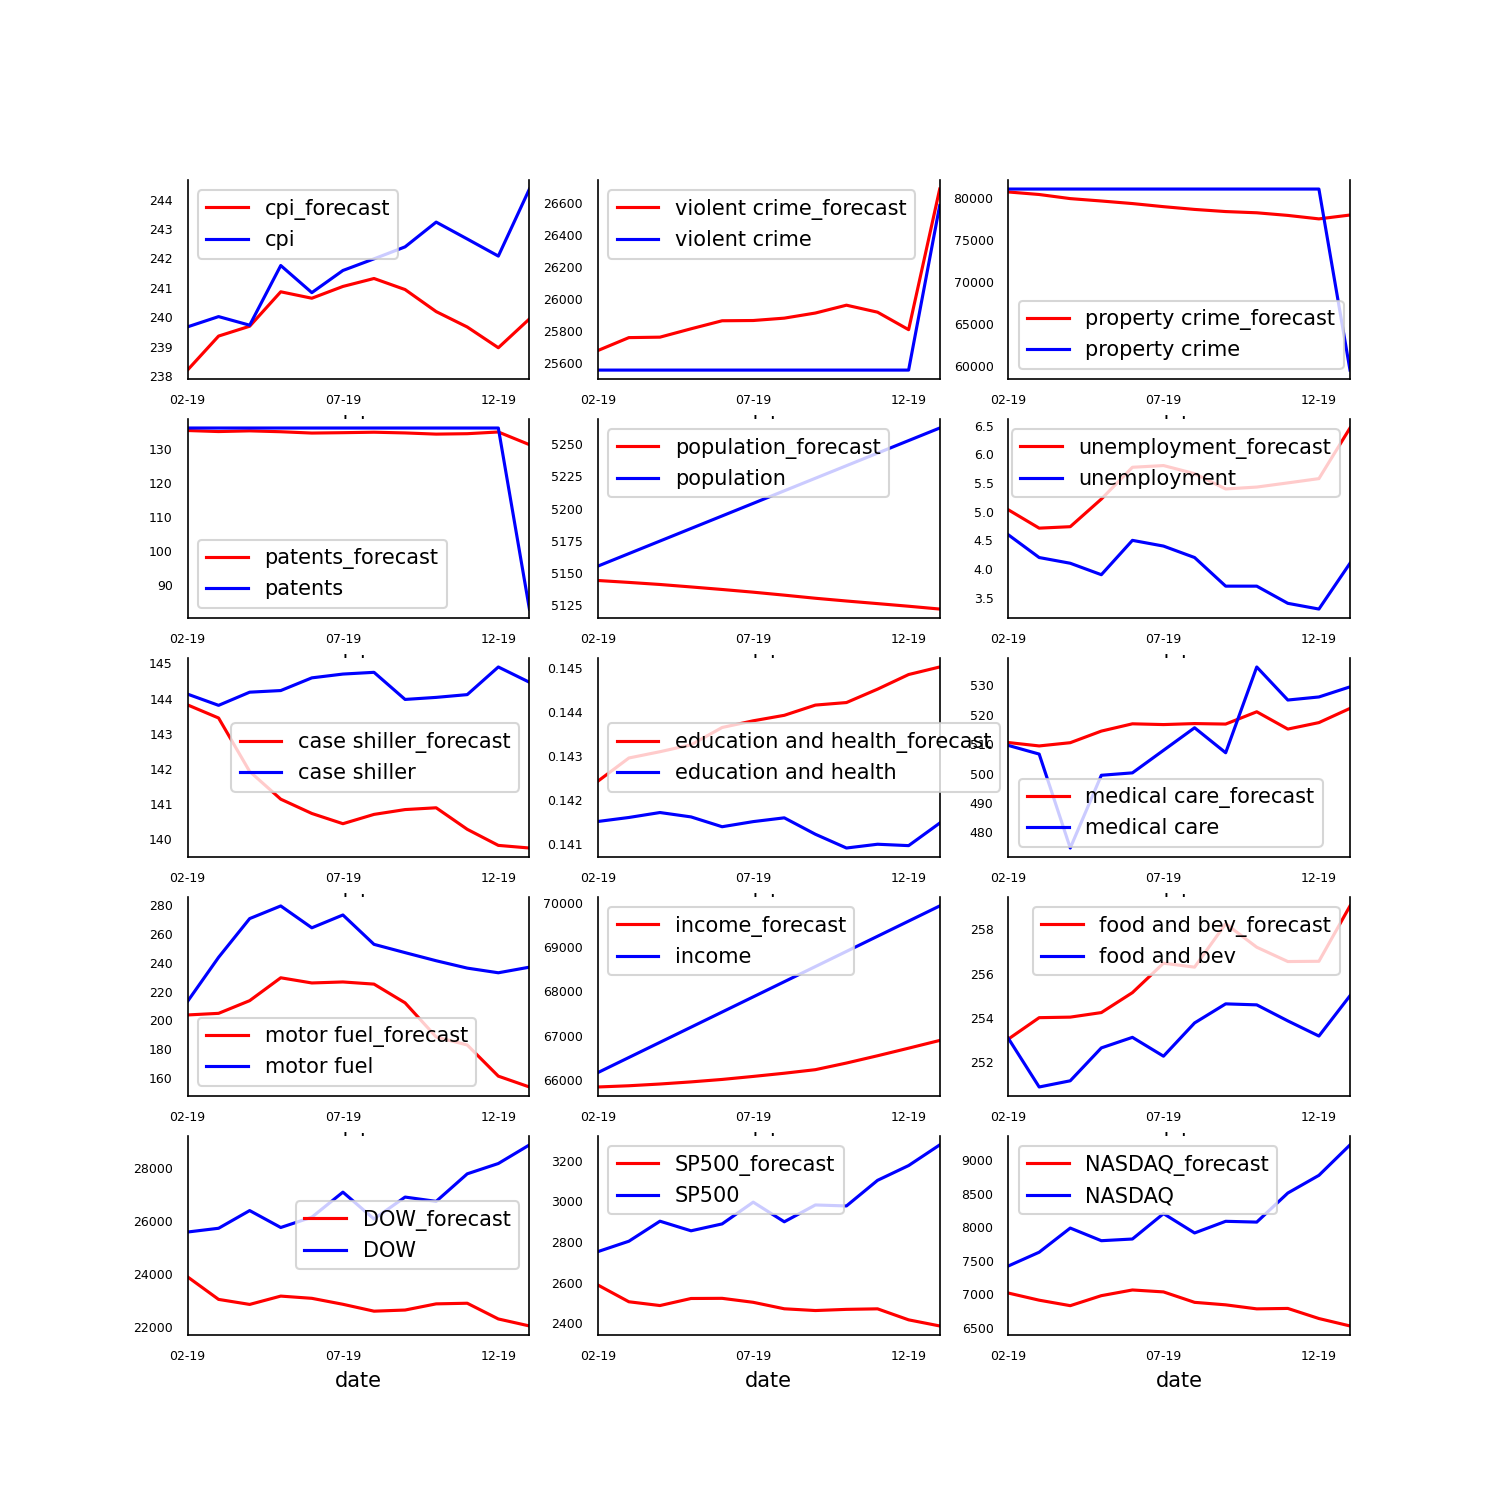 cpi_forecast
cpi
244
243
242
241
240
239
238
02-19 07-19 12-19
violent crime_forecast
violent crime
26600
26400
26200
26000
25800
25600
02-19 07-19 12-19
property crime_forecast
property crime
80000
75000
70000
65000
60000
02-19 07-19 12-19
patents_forecast
patents
130
120
110
100
90
02-19 07-19 12-19
population_forecast
population
5250
5225
5200
5175
5150
5125
02-19 07-19 12-19
unemployment_forecast
unemployment
6.5
6.0
5.5
5.0
4.5
4.0
3.5
02-19 07-19 12-19
case shiller_forecast
case shiller
145
144
143
142
141
140
02-19 07-19 12-19
education and health_forecast
education and health
0.145
0.144
0.143
0.142
0.141
02-19 07-19 12-19
medical care_forecast
medical care
530
520
510
500
490
480
02-19 07-19 12-19
motor fuel_forecast
motor fuel
280
260
240
220
200
180
160
02-19 07-19 12-19
income_forecast
income
70000
69000
68000
67000
66000
02-19 07-19 12-19
food and bev_forecast
food and bev
258
256
254
252
02-19 07-19 12-19
DOW_forecast
DOW
28000
26000
24000
22000
02-19 07-19 12-19
date
SP500_forecast
SP500
3200
3000
2800
2600
2400
02-19 07-19 12-19
date
NASDAQ_forecast
NASDAQ
9000
8500
8000
7500
7000
6500
02-19 07-19 12-19
date